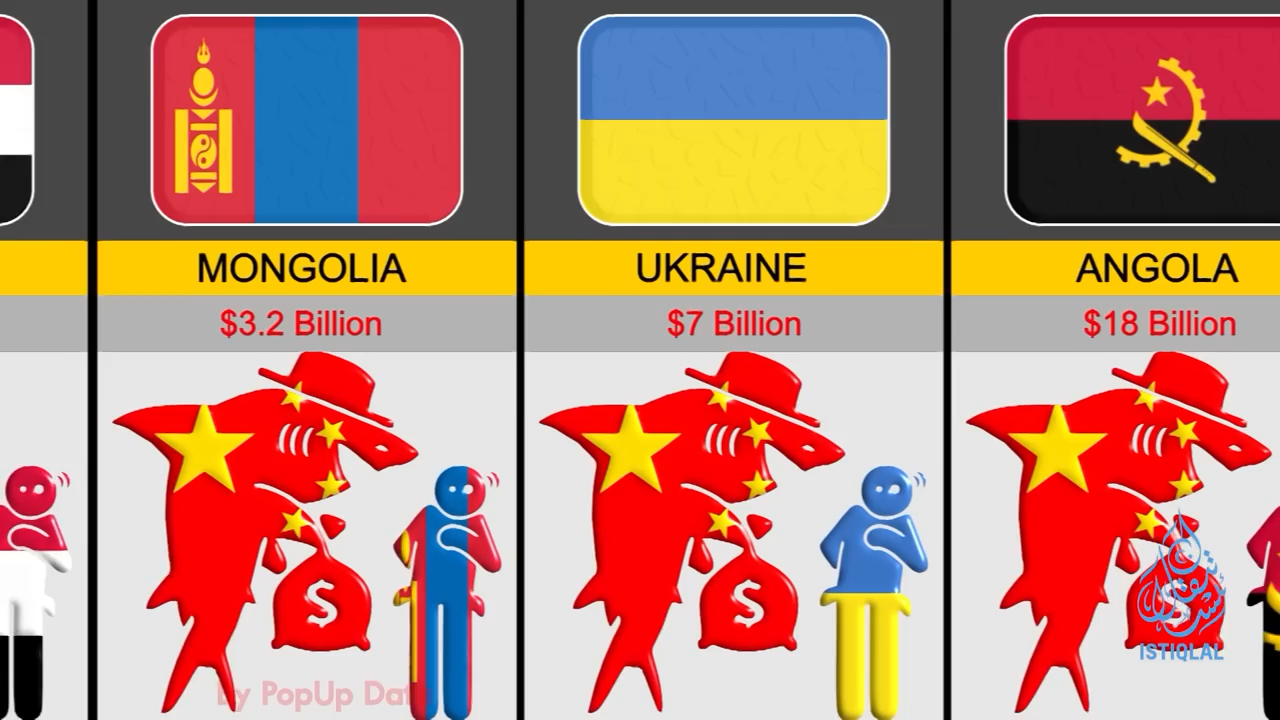 MONGOLIA
$3.2 Billion
UKRAINE
$7 Billion
ANGOLA
$18 Billion
$
$
$
ISTIQLAL
By PopUp Data